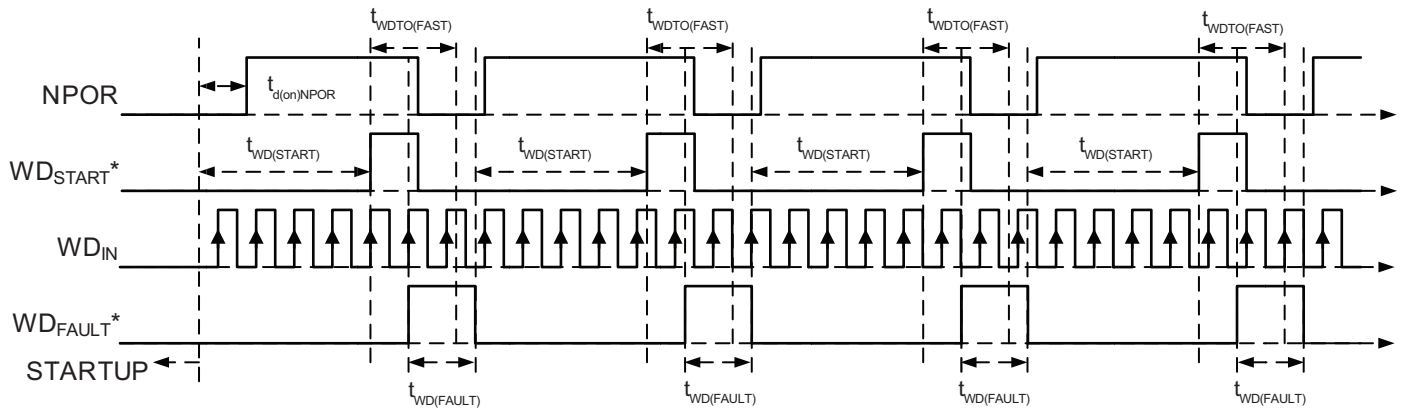 tWDTO(FAST) tWDTO(FAST) tWDTO(FAST) tWDTO(FAST)
NPOR
td(on)NPOR
tWD(START) tWD(START) tWD(START) tWD(START)
WDSTART*
WDIN
WDFAULT*
STARTUP
tWD(FAULT) tWD(FAULT) tWD(FAULT) tWD(FAULT)